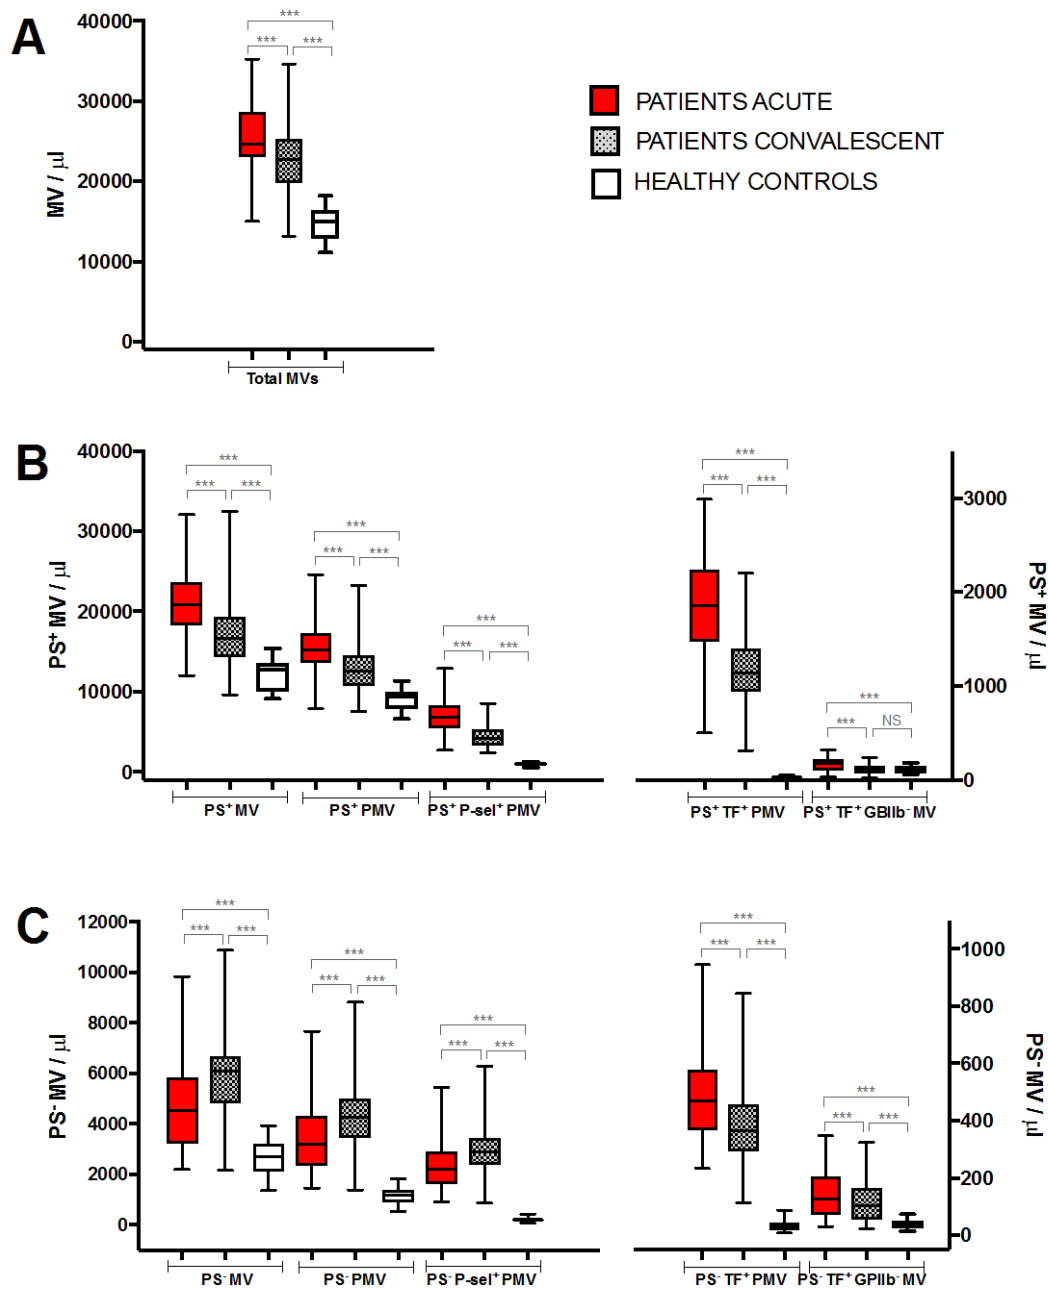 A
MV / µl
40000
30000
20000
10000
0
***
***
***
Total MVs
PATIENTS ACUTE
PATIENTS CONVALESCENT
HEALTHY CONTROLS
B
PS⁺ MV / µl
40000
30000
20000
10000
0
***
***
***
***
***
***
***
***
***
PS⁺ MV
PS⁺ PMV
PS⁺ P-sel⁺ PMV
***
***
***
***
***
NS
3000
2000
1000
0
PS⁺ MV / µl
PS⁺ TF⁺ PMV
PS⁺ TF⁺ GBIIb⁻ MV
C
PS⁻ MV / µl
12000
10000
8000
6000
4000
2000
0
***
***
***
***
***
***
***
***
***
PS⁻ MV
PS⁻ PMV
PS⁻ P-sel⁺ PMV
***
***
***
***
***
***
1000
800
600
400
200
0
PS⁻ MV / µl
PS⁻ TF⁺ PMV
PS⁻ TF⁺ GPIIb⁻ MV